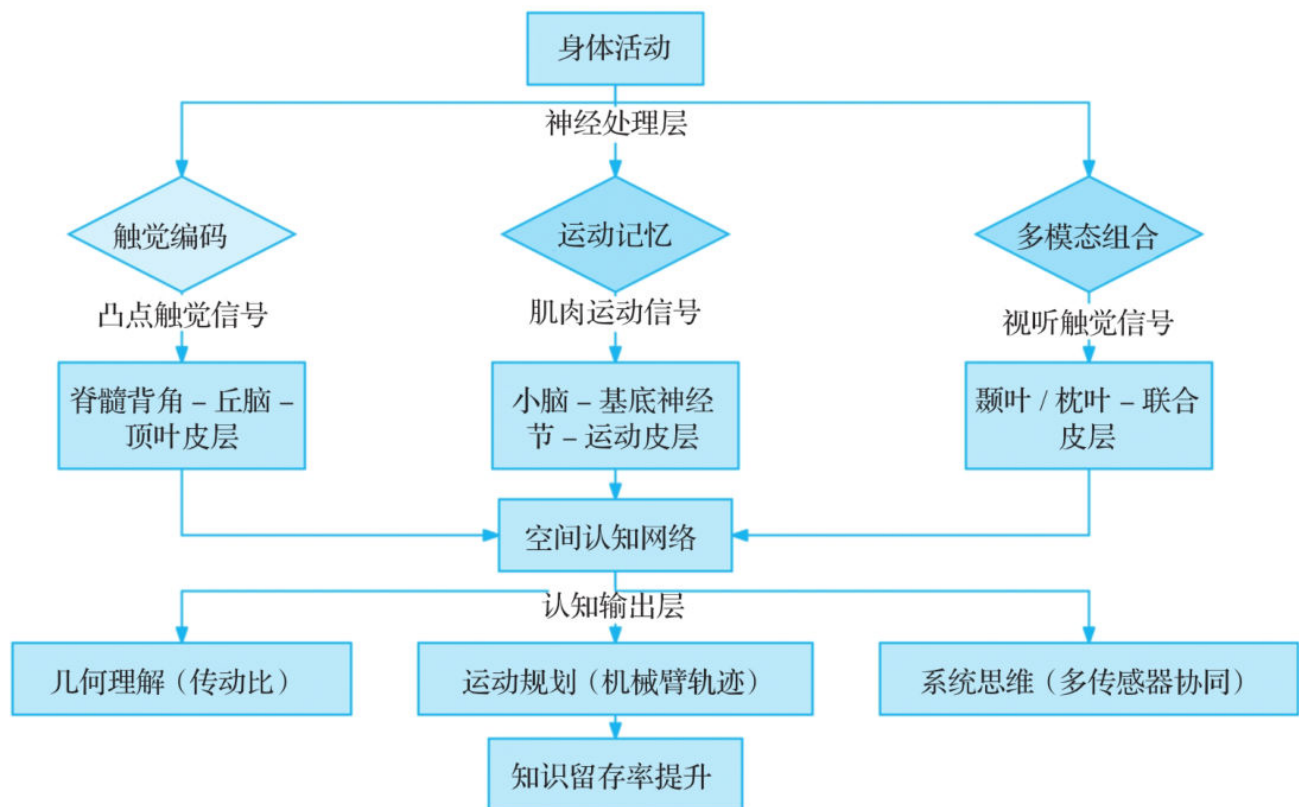 身体活动
神经处理层
触觉编码
运动记忆
多模态组合
凸点触觉信号
肌肉运动信号
视听触觉信号
脊髓背角 – 丘脑 –
顶叶皮层
小脑 – 基底神经
节 – 运动皮层
颞叶 / 枕叶 – 联合
皮层
空间认知网络
认知输出层
几何理解（传动比）
运动规划（机械臂轨迹）
系统思维（多传感器协同）
知识留存率提升